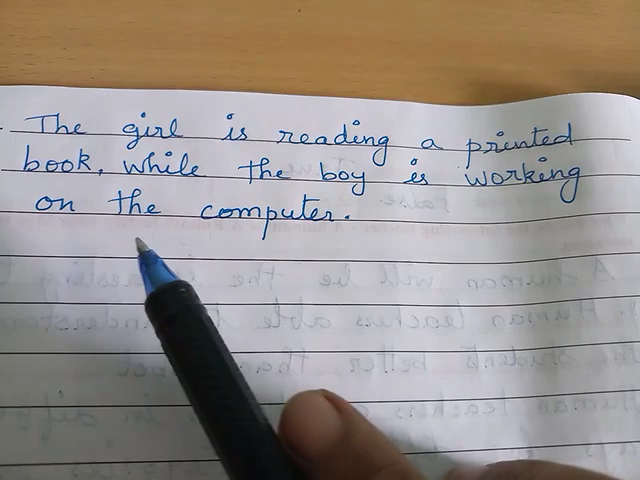 The girl is reading a printed
book, while the boy is working
on the computer.